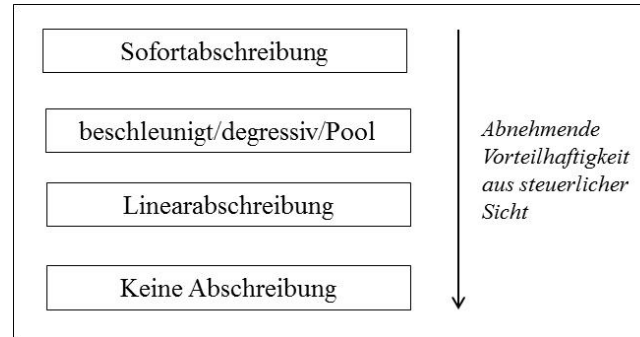 Sofortabschreibung
beschleunigt/degressiv/Pool
Linearabschreibung
Keine Abschreibung
Abnehmende
Vorteilhaftigkeit
aus steuerlicher
Sicht